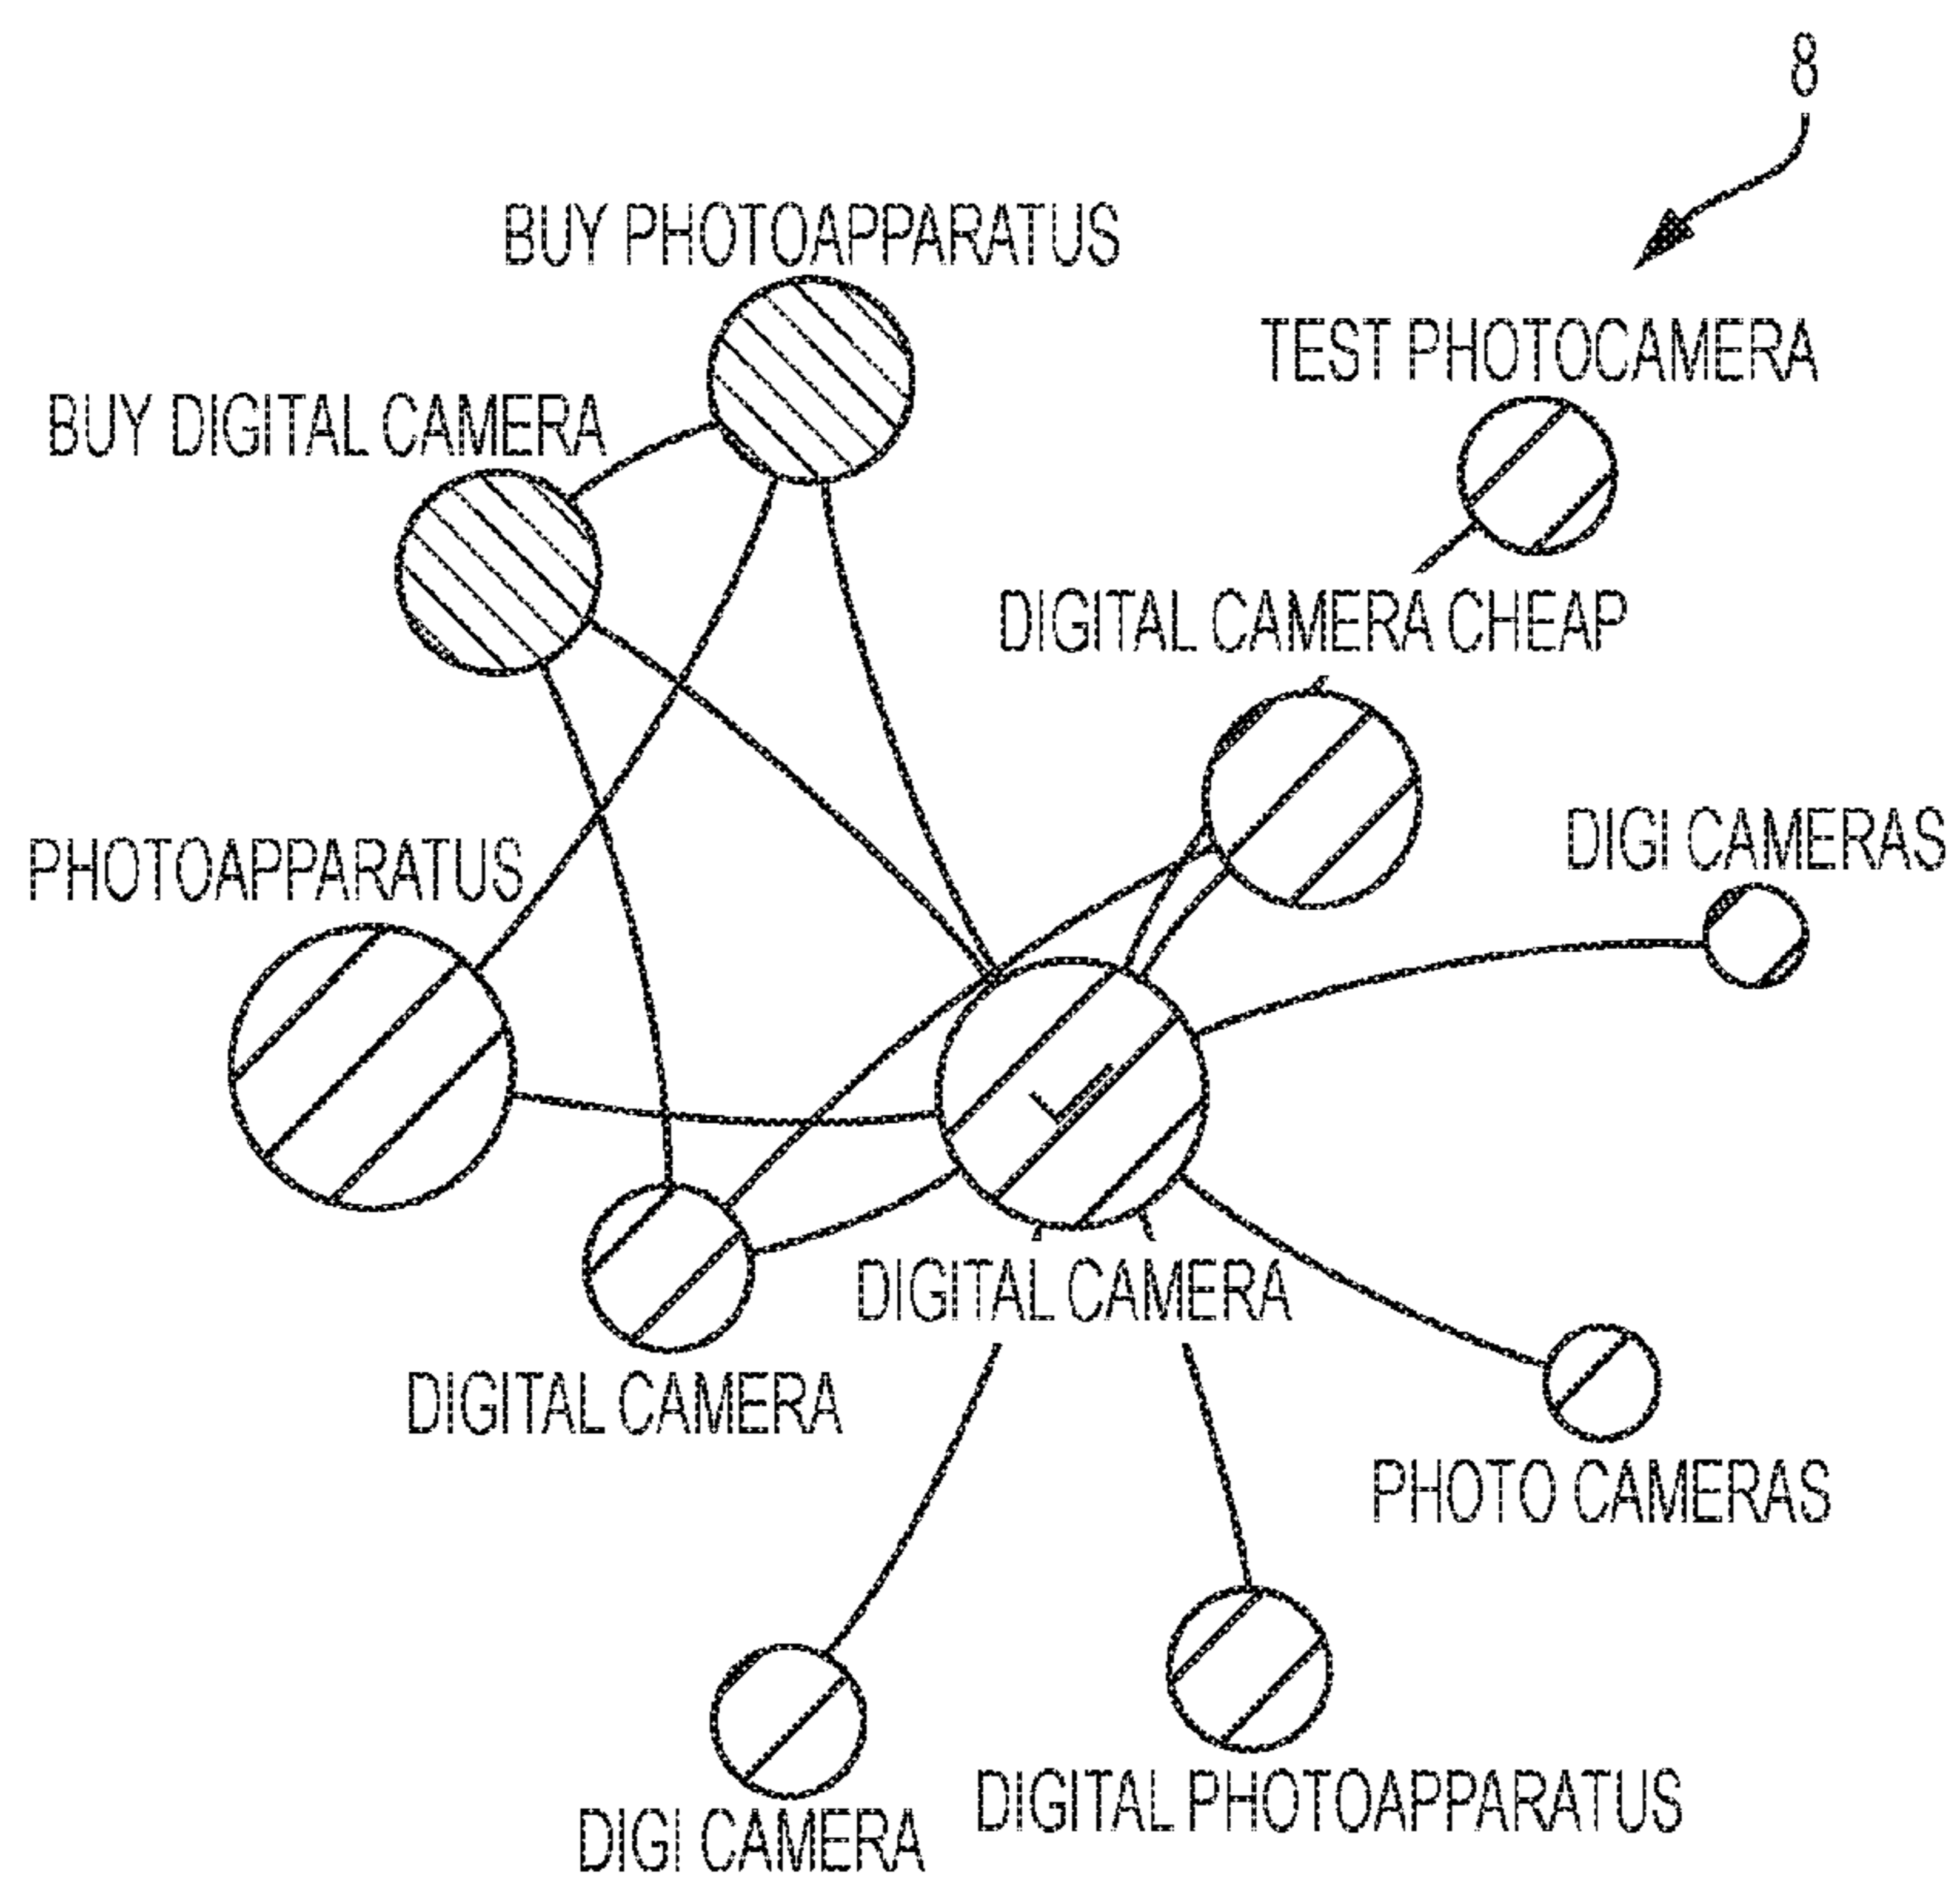 8
BUY PHOTOAPPARATUS
TEST PHOTOCAMERA
BUY DIGITAL CAMERA
DIGITAL CAMERA CHEAP
DIGI CAMERAS
PHOTOAPPARATUS
DIGITAL CAMERA
DIGITAL CAMERA
PHOTO CAMERAS
DIGITAL PHOTOAPPARATUS
DIGI CAMERA